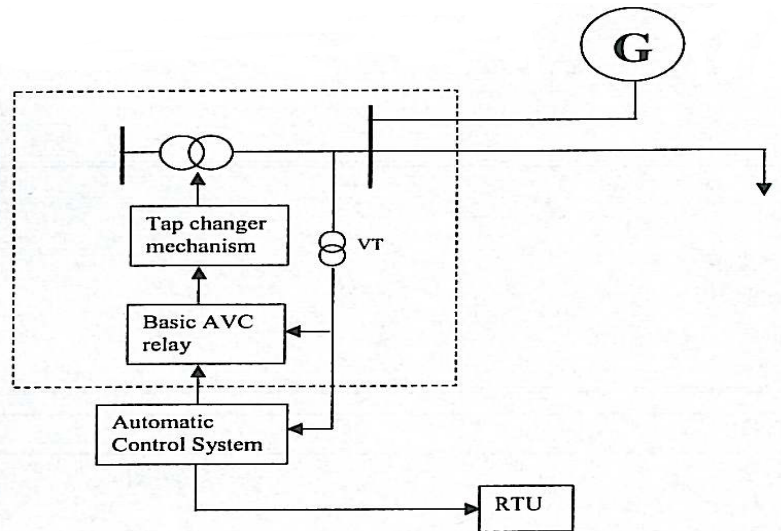 G
Tap changer
mechanism
VT
Basic AVC
relay
Automatic
Control System
RTU